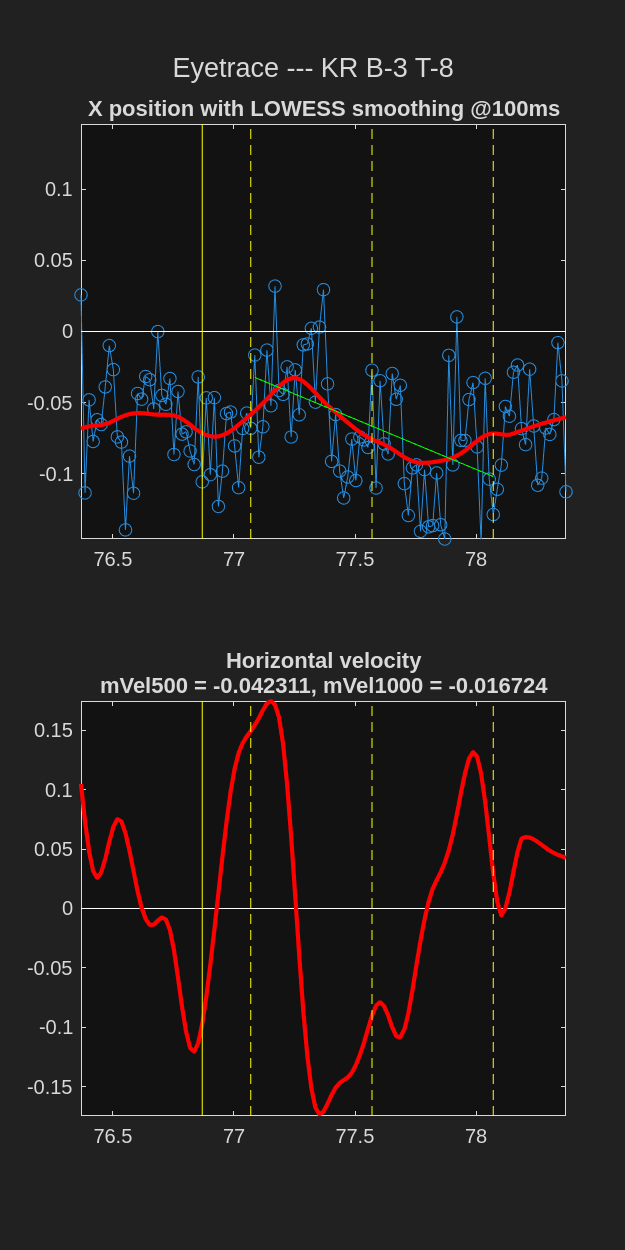 Eyetrace --- KR B-3 T-8
X position with LOWESS smoothing @100ms
0.1
0.05
0
-0.05
-0.1
76.5 77 77.5 78
Horizontal velocity
mVel500 = -0.042311, mVel1000 = -0.016724
0.15
0.1
0.05
0
-0.05
-0.1
-0.15
76.5 77 77.5 78